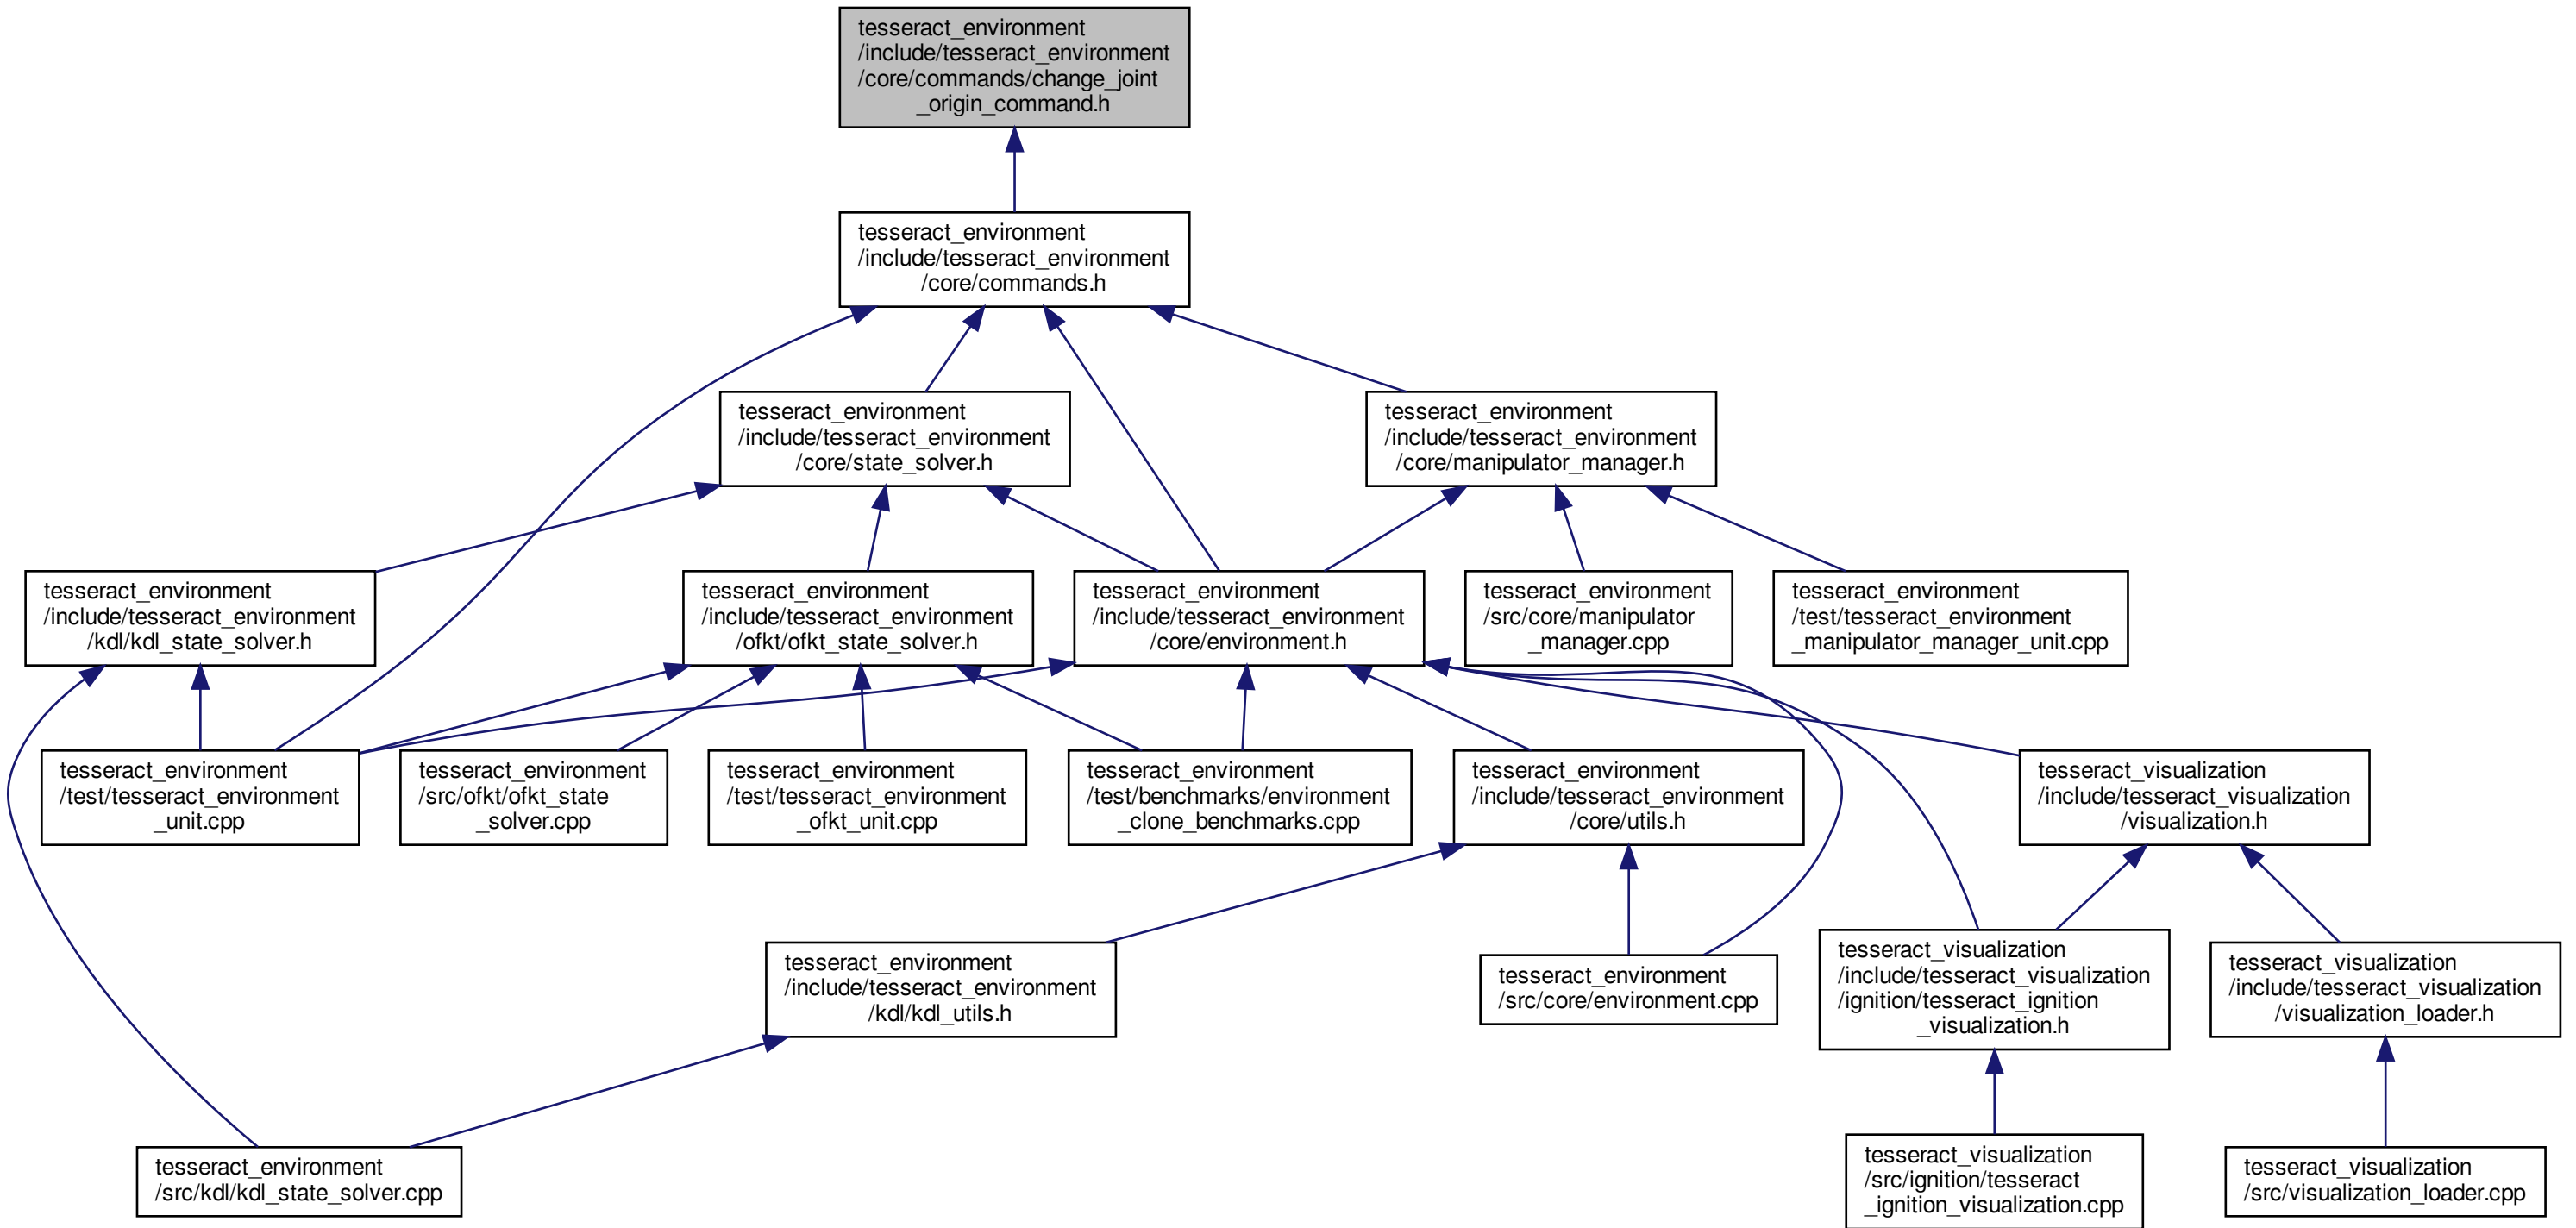 tesseract_environment
/include/tesseract_environment
/core/commands/change_joint
_origin_command.h
tesseract_environment
/include/tesseract_environment
/core/commands.h
tesseract_environment
/include/tesseract_environment
/core/state_solver.h
tesseract_environment
/include/tesseract_environment
/core/manipulator_manager.h
tesseract_environment
/include/tesseract_environment
/kdl/kdl_state_solver.h
tesseract_environment
/include/tesseract_environment
/ofkt/ofkt_state_solver.h
tesseract_environment
/include/tesseract_environment
/core/environment.h
tesseract_environment
/src/core/manipulator
_manager.cpp
tesseract_environment
/test/tesseract_environment
_manipulator_manager_unit.cpp
tesseract_environment
/test/tesseract_environment
_unit.cpp
tesseract_environment
/src/ofkt/ofkt_state
_solver.cpp
tesseract_environment
/test/tesseract_environment
_ofkt_unit.cpp
tesseract_environment
/test/benchmarks/environment
_clone_benchmarks.cpp
tesseract_environment
/include/tesseract_environment
/core/utils.h
tesseract_visualization
/include/tesseract_visualization
/visualization.h
tesseract_environment
/include/tesseract_environment
/kdl/kdl_utils.h
tesseract_environment
/src/core/environment.cpp
tesseract_visualization
/include/tesseract_visualization
/ignition/tesseract_ignition
_visualization.h
tesseract_visualization
/include/tesseract_visualization
/visualization_loader.h
tesseract_environment
/src/kdl/kdl_state_solver.cpp
tesseract_visualization
/src/ignition/tesseract
_ignition_visualization.cpp
tesseract_visualization
/src/visualization_loader.cpp